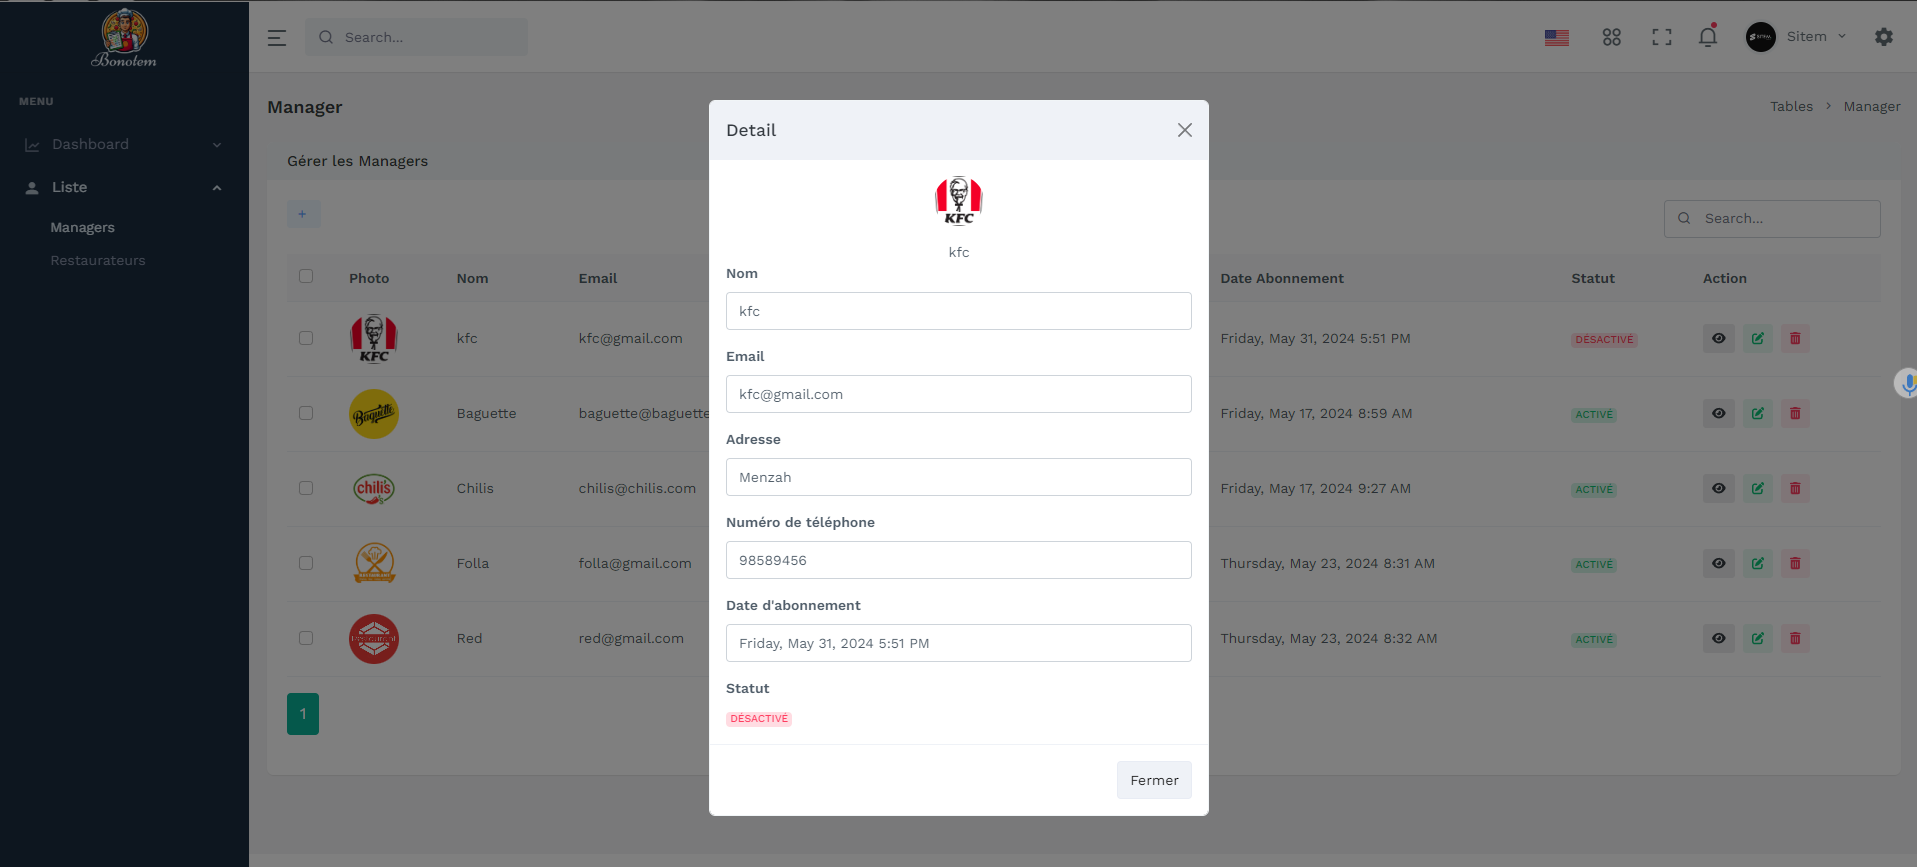 Bonolem
Search...
Sitem
MENU
Dashboard
Liste
Managers
Restaurateurs
Manager
Tables > Manager
Gérer les Managers
+
Search...
Photo Nom Email Date Abonnement Statut Action
KFC kfc kfc@gmail.com Friday, May 31, 2024 5:51 PM DÉSACTIVÉ
Baguette Baguette baguette@baguette Friday, May 17, 2024 8:59 AM ACTIVÉ
chili's Chilis chilis@chilis.com Friday, May 17, 2024 9:27 AM ACTIVÉ
RESTAURANT Folla folla@gmail.com Thursday, May 23, 2024 8:31 AM ACTIVÉ
Restaurant Red red@gmail.com Thursday, May 23, 2024 8:32 AM ACTIVÉ
1
Detail
KFC
kfc
Nom
kfc
Email
kfc@gmail.com
Adresse
Menzah
Numéro de téléphone
98589456
Date d'abonnement
Friday, May 31, 2024 5:51 PM
Statut
DÉSACTIVÉ
Fermer